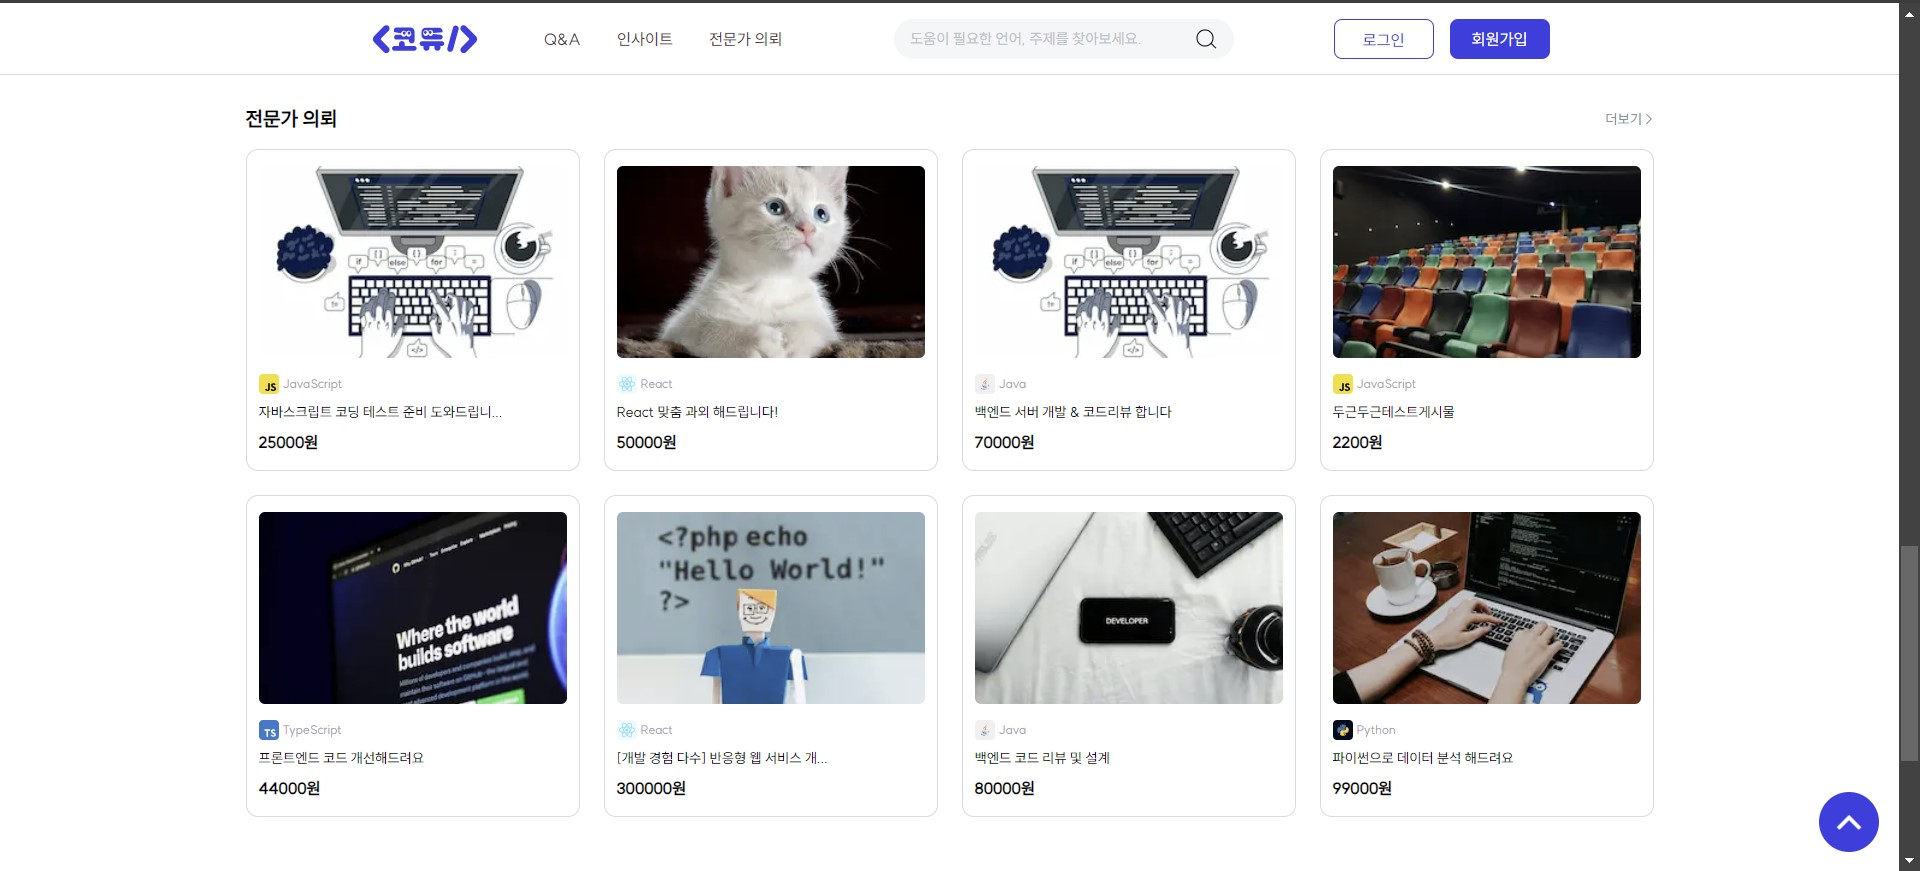 <코듀/>
Q&A
인사이트
전문가 의뢰
도움이 필요한 언어, 주제를 찾아보세요.
로그인
회원가입
전문가 의뢰
더보기 >
if
{}
else
{}
for
;
=
</>
JS JavaScript
자바스크립트 코딩 테스트 준비 도와드립니...
25000원
React
React 맞춤 과외 해드립니다!
50000원
if
{}
else
{}
for
;
=
</>
Java
백엔드 서버 개발 & 코드리뷰 합니다
70000원
JS JavaScript
두근두근테스트게시물
2200원
Where the world
builds software
TS TypeScript
프론트엔드 코드 개선해드려요
44000원
<?php echo
"Hello World!"
?>
React
[개발 경험 다수] 반응형 웹 서비스 개...
300000원
DEVELOPER
Java
백엔드 코드 리뷰 및 설계
80000원
Python
파이썬으로 데이터 분석 해드려요
99000원